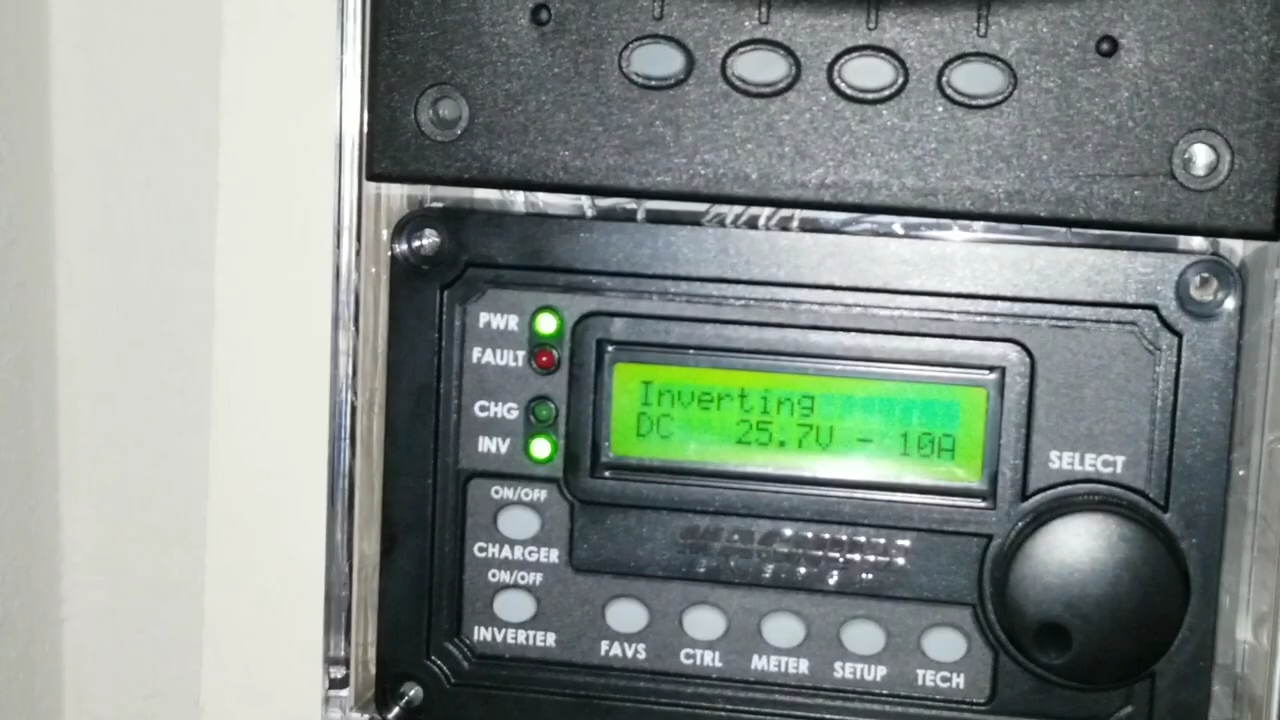 PWR
FAULT
CHG
INV
Inverting
DC 25.7V - 10A
SELECT
ON/OFF
CHARGER
ON/OFF
INVERTER
FAVS
CTRL
METER
SETUP
TECH